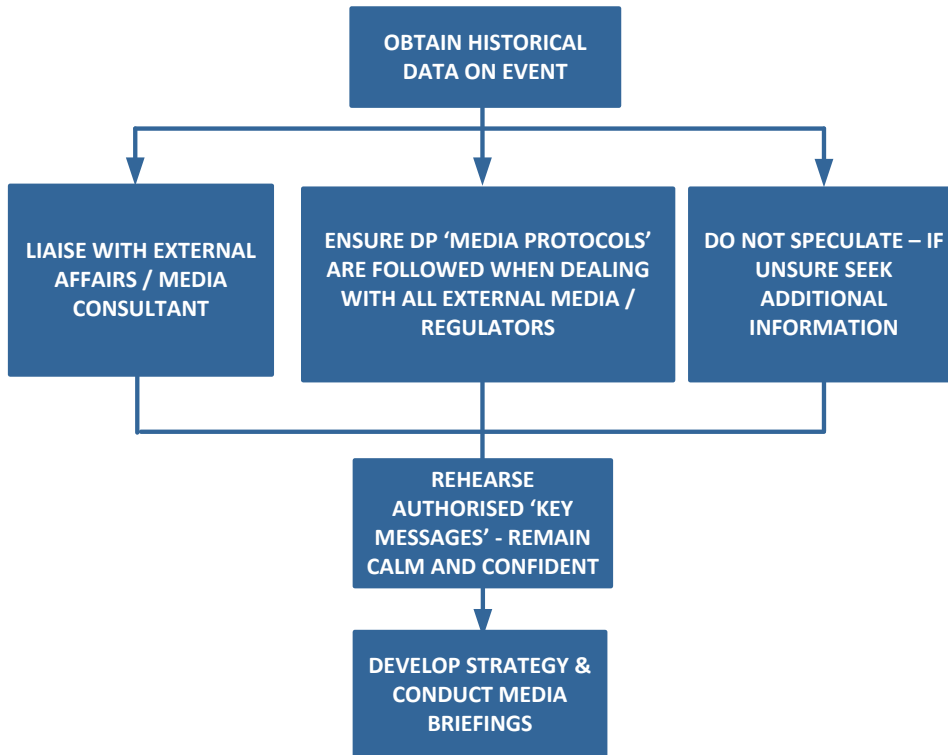 OBTAIN HISTORICAL
DATA ON EVENT
LIAISE WITH EXTERNAL
AFFAIRS / MEDIA
CONSULTANT
ENSURE DP ‘MEDIA PROTOCOLS’
ARE FOLLOWED WHEN DEALING
WITH ALL EXTERNAL MEDIA /
REGULATORS
DO NOT SPECULATE – IF
UNSURE SEEK
ADDITIONAL
INFORMATION
REHEARSE
AUTHORISED ‘KEY
MESSAGES’ - REMAIN
CALM AND CONFIDENT
DEVELOP STRATEGY &
CONDUCT MEDIA
BRIEFINGS